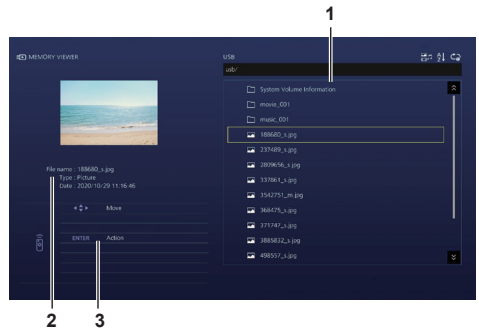 1
MEMORY VIEWER
USB
usb/
System Volume Information
movie_001
music_001
188680_s.jpg
237489_s.jpg
2809656_s.jpg
337861_s.jpg
3542751_m.jpg
368475_s.jpg
371747_s.jpg
3885832_s.jpg
498557_s.jpg
File name : 188680_s.jpg
Type : Picture
Date : 2020/10/29 11:16:46
Move
ENTER Action
2 3